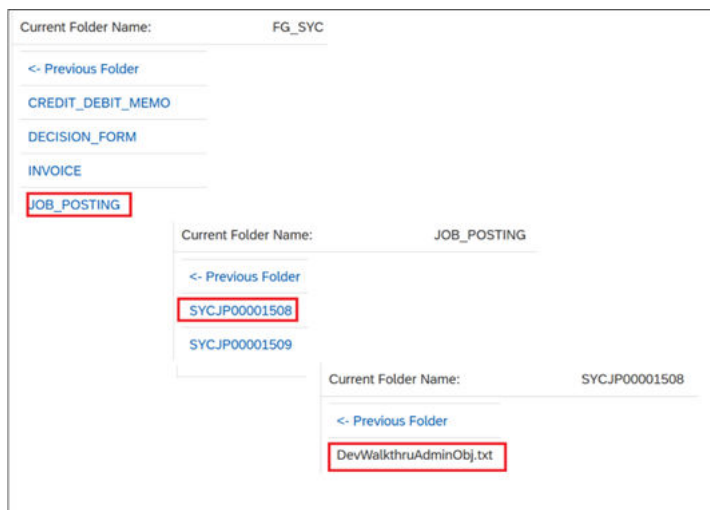 Current Folder Name: FG_SYC
<- Previous Folder
CREDIT_DEBIT_MEMO
DECISION_FORM
INVOICE
JOB_POSTING
Current Folder Name: JOB_POSTING
<- Previous Folder
SYCJP00001508
SYCJP00001509
Current Folder Name: SYCJP00001508
<- Previous Folder
DevWalkthruAdminObj.txt